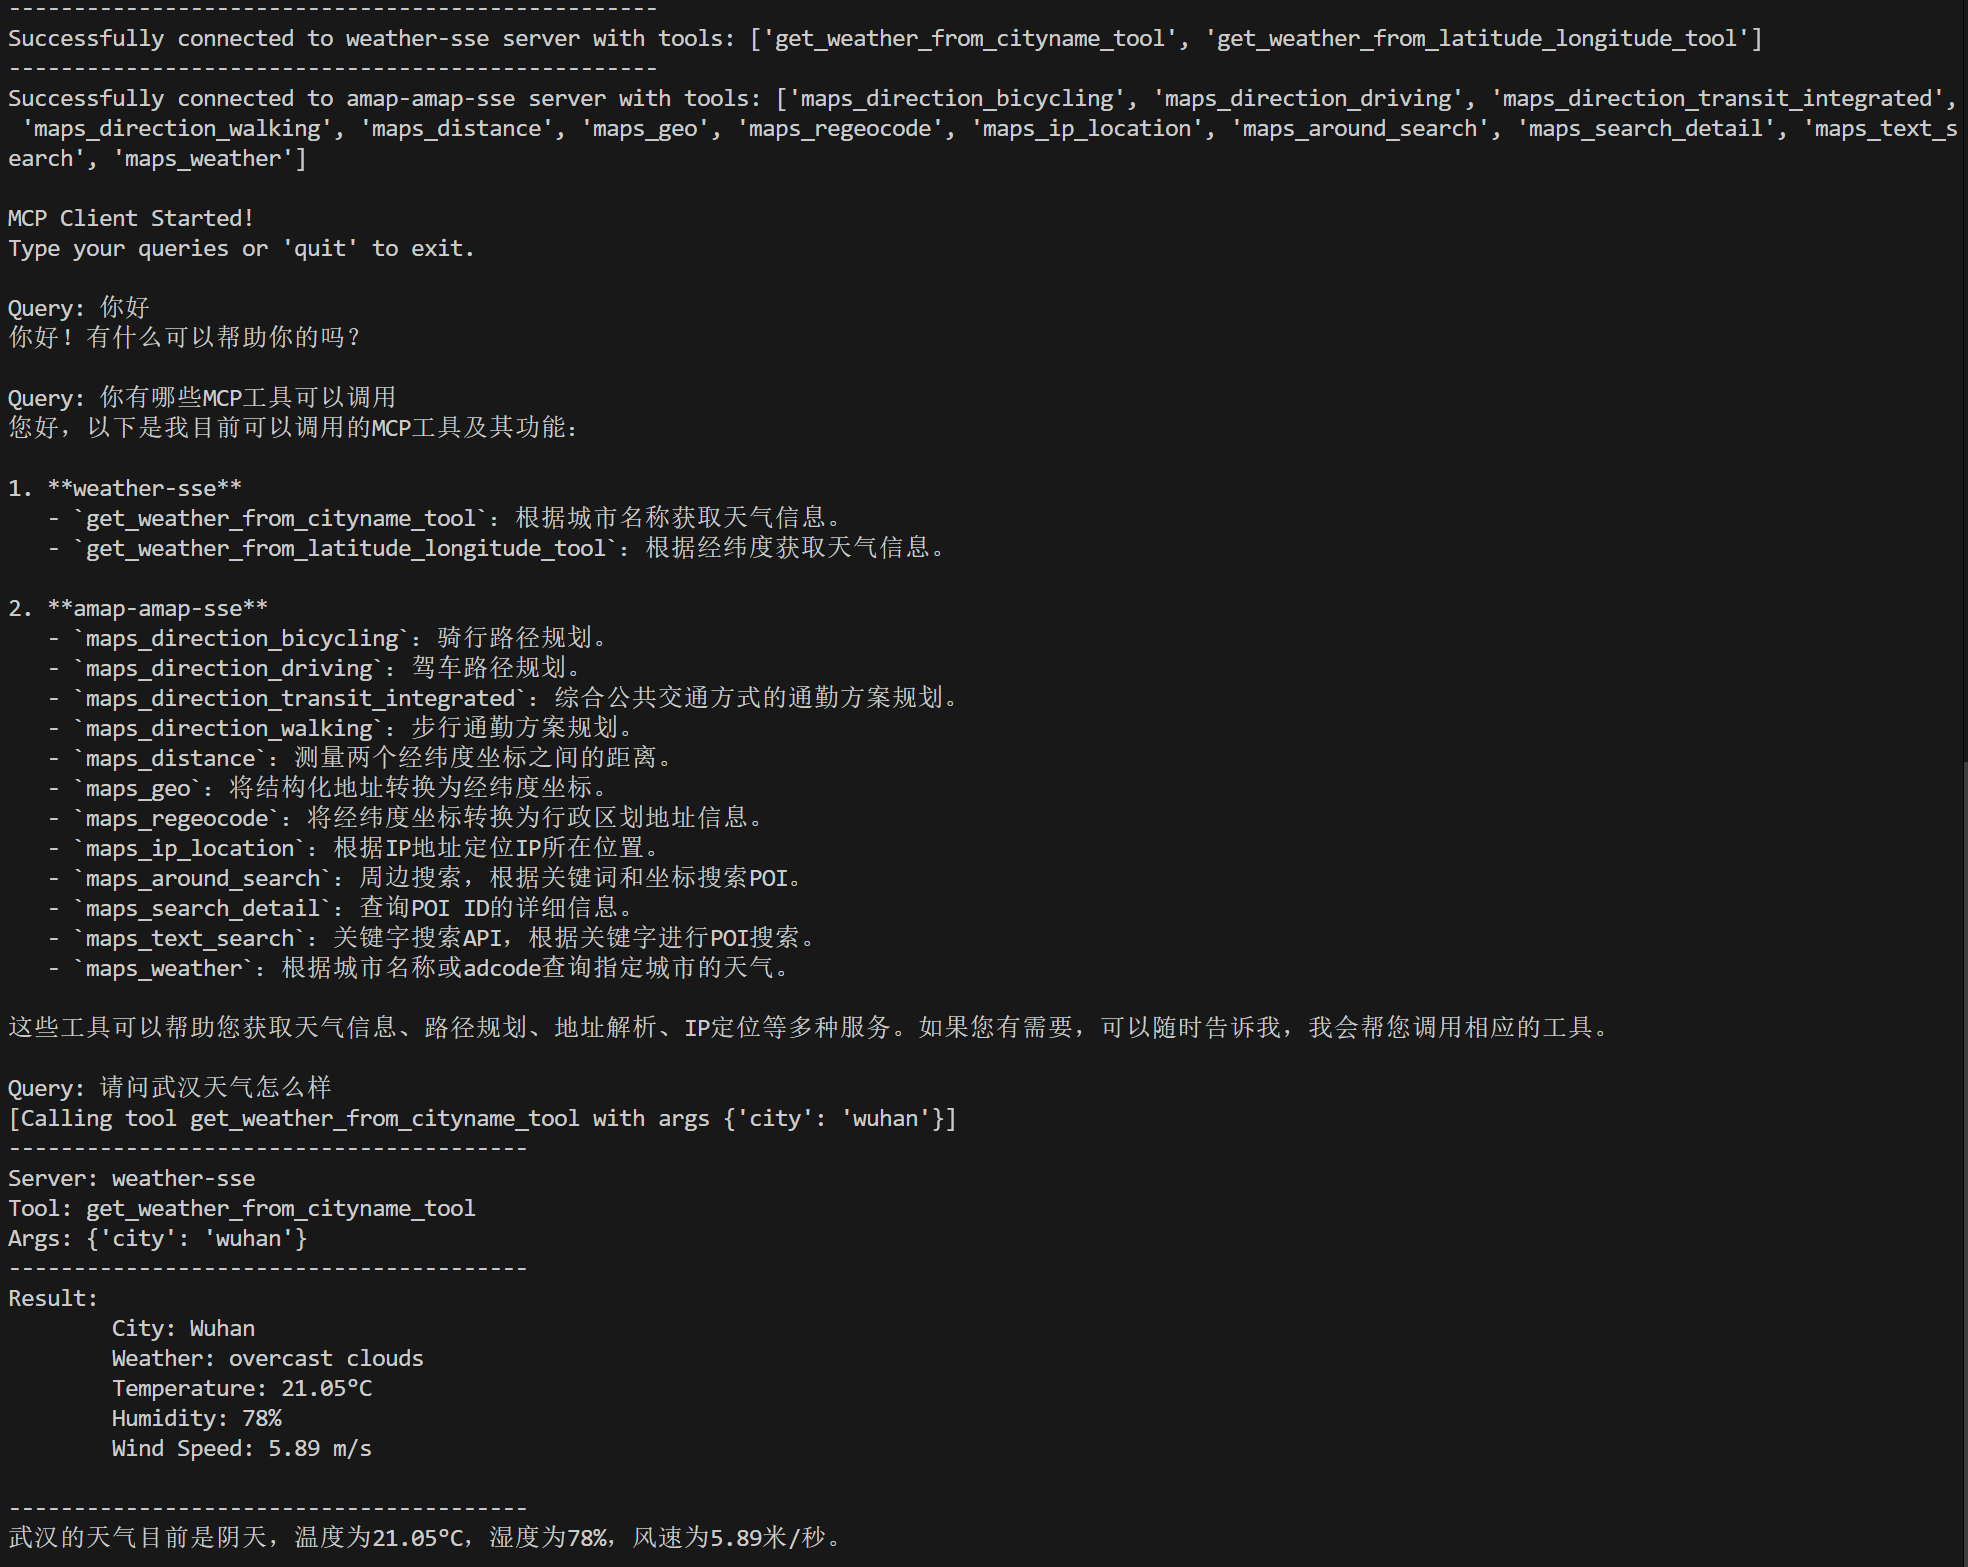 --------------------------------------------------
Successfully connected to weather-sse server with tools: ['get_weather_from_cityname_tool', 'get_weather_from_latitude_longitude_tool']
--------------------------------------------------
Successfully connected to amap-amap-sse server with tools: ['maps_direction_bicycling', 'maps_direction_driving', 'maps_direction_transit_integrated',
 'maps_direction_walking', 'maps_distance', 'maps_geo', 'maps_regeocode', 'maps_ip_location', 'maps_around_search', 'maps_search_detail', 'maps_text_s
earch', 'maps_weather']

MCP Client Started!
Type your queries or 'quit' to exit.

Query: 你好
你好！有什么可以帮助你的吗？

Query: 你有哪些MCP工具可以调用
您好，以下是我目前可以调用的MCP工具及其功能：

1. **weather-sse**
   - `get_weather_from_cityname_tool`：根据城市名称获取天气信息。
   - `get_weather_from_latitude_longitude_tool`：根据经纬度获取天气信息。

2. **amap-amap-sse**
   - `maps_direction_bicycling`：骑行路径规划。
   - `maps_direction_driving`：驾车路径规划。
   - `maps_direction_transit_integrated`：综合公共交通方式的通勤方案规划。
   - `maps_direction_walking`：步行通勤方案规划。
   - `maps_distance`：测量两个经纬度坐标之间的距离。
   - `maps_geo`：将结构化地址转换为经纬度坐标。
   - `maps_regeocode`：将经纬度坐标转换为行政区划地址信息。
   - `maps_ip_location`：根据IP地址定位IP所在位置。
   - `maps_around_search`：周边搜索，根据关键词和坐标搜索POI。
   - `maps_search_detail`：查询POI ID的详细信息。
   - `maps_text_search`：关键字搜索API，根据关键字进行POI搜索。
   - `maps_weather`：根据城市名称或adcode查询指定城市的天气。

这些工具可以帮助您获取天气信息、路径规划、地址解析、IP定位等多种服务。如果您有需要，可以随时告诉我，我会帮您调用相应的工具。

Query: 请问武汉天气怎么样
[Calling tool get_weather_from_cityname_tool with args {'city': 'wuhan'}]
----------------------------------------
Server: weather-sse
Tool: get_weather_from_cityname_tool
Args: {'city': 'wuhan'}
----------------------------------------
Result:
        City: Wuhan
        Weather: overcast clouds
        Temperature: 21.05°C
        Humidity: 78%
        Wind Speed: 5.89 m/s

----------------------------------------
武汉的天气目前是阴天，温度为21.05°C，湿度为78%，风速为5.89米/秒。